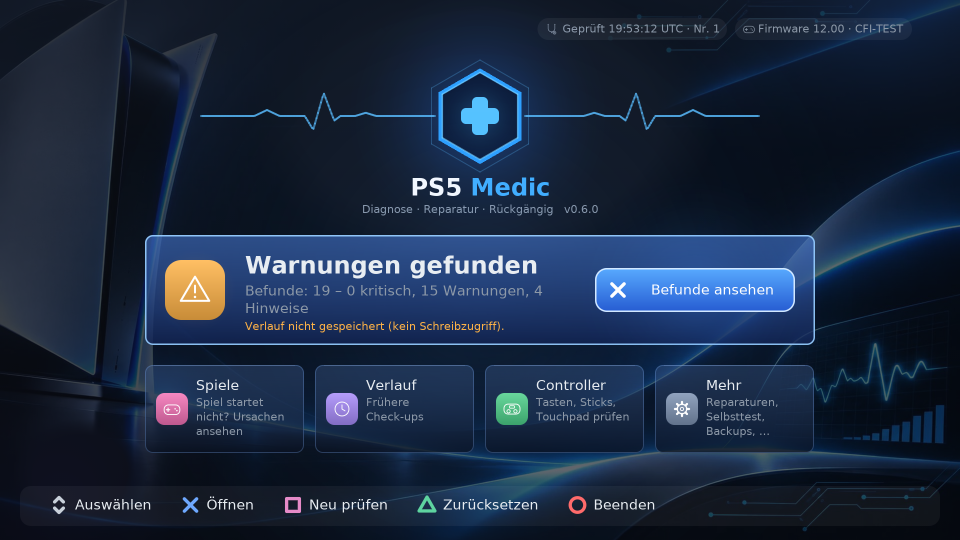 Geprüft 19:53:12 UTC · Nr. 1
Firmware 12.00 · CFI-TEST
PS5 Medic
Diagnose · Reparatur · Rückgängig v0.6.0
Warnungen gefunden
Befunde: 19 – 0 kritisch, 15 Warnungen, 4
Hinweise
Verlauf nicht gespeichert (kein Schreibzugriff).
Befunde ansehen
Spiele
Spiel startet
nicht? Ursachen
ansehen
Verlauf
Frühere
Check-ups
Controller
Tasten, Sticks,
Touchpad prüfen
Mehr
Reparaturen,
Selbsttest,
Backups, ...
Auswählen
Öffnen
Neu prüfen
Zurücksetzen
Beenden